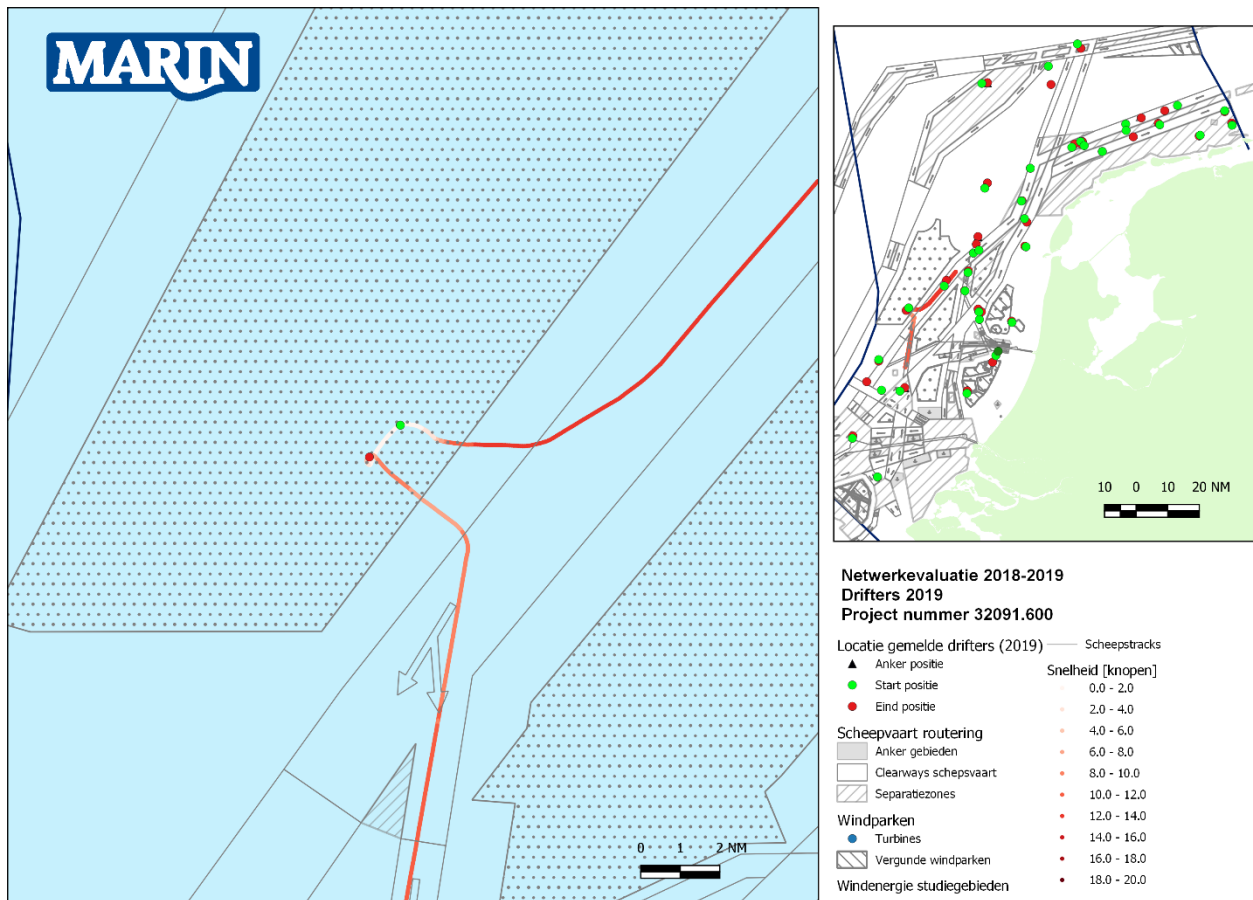 MARIN
0 1 2 NM
10 0 10 20 NM
Netwerkevaluatie 2018-2019
Drifters 2019
Project nummer 32091.600
Locatie gemelde drifters (2019)
Anker positie
Start positie
Eind positie
Scheepvaart routering
Anker gebieden
Clearways schepsvaart
Separatiezones
Windparken
Turbines
Vergunde windparken
Windenergie studiegebieden
Scheepstracks
Snelheid [knopen]
0.0 - 2.0
2.0 - 4.0
4.0 - 6.0
6.0 - 8.0
8.0 - 10.0
10.0 - 12.0
12.0 - 14.0
14.0 - 16.0
16.0 - 18.0
18.0 - 20.0